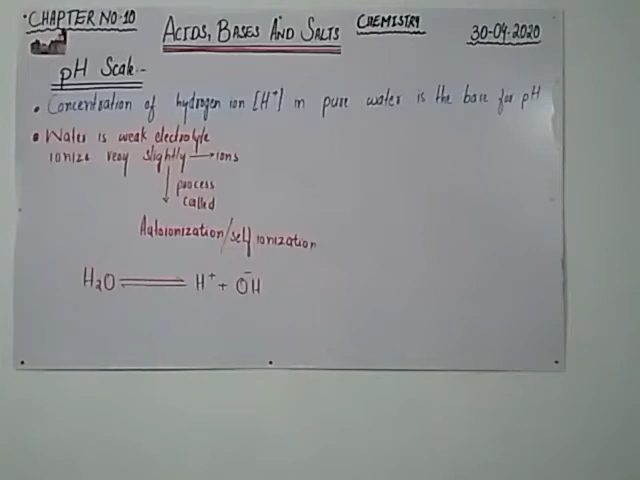 CHAPTER NO:10
ACIDS, BASES AND SALTS
CHEMISTRY
30-04-2020
pH Scale:-
• Concentration of hydrogen ion [H⁺] in pure water is the base for pH
• Water is weak electrolyte
ionize very slightly → ions
↓ process
called
Autoionization/self ionization
H₂O ⇌ H⁺ + ŌH